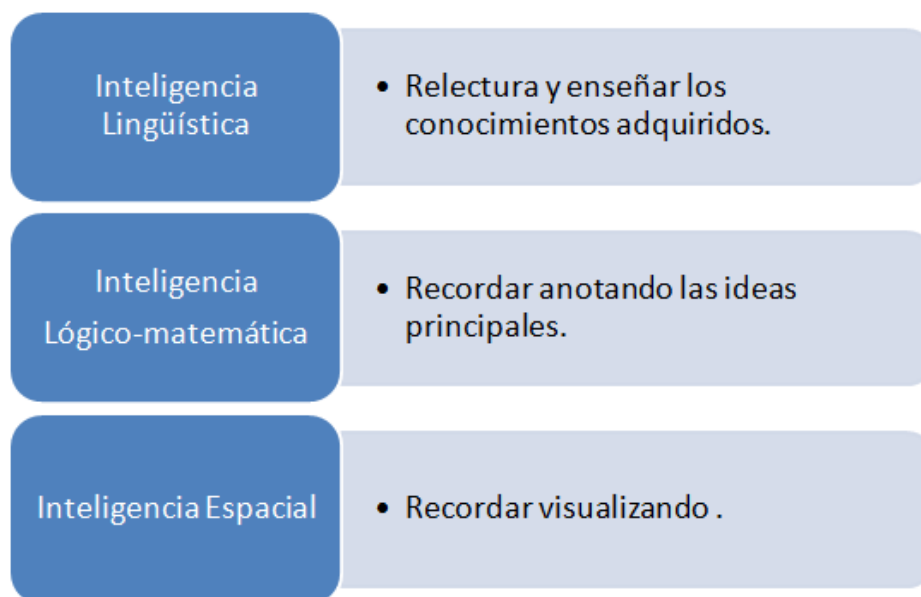 Inteligencia
Lingüística
• Relectura y enseñar los
conocimientos adquiridos.
Inteligencia
Lógico-matemática
• Recordar anotando las ideas
principales.
Inteligencia Espacial
• Recordar visualizando .